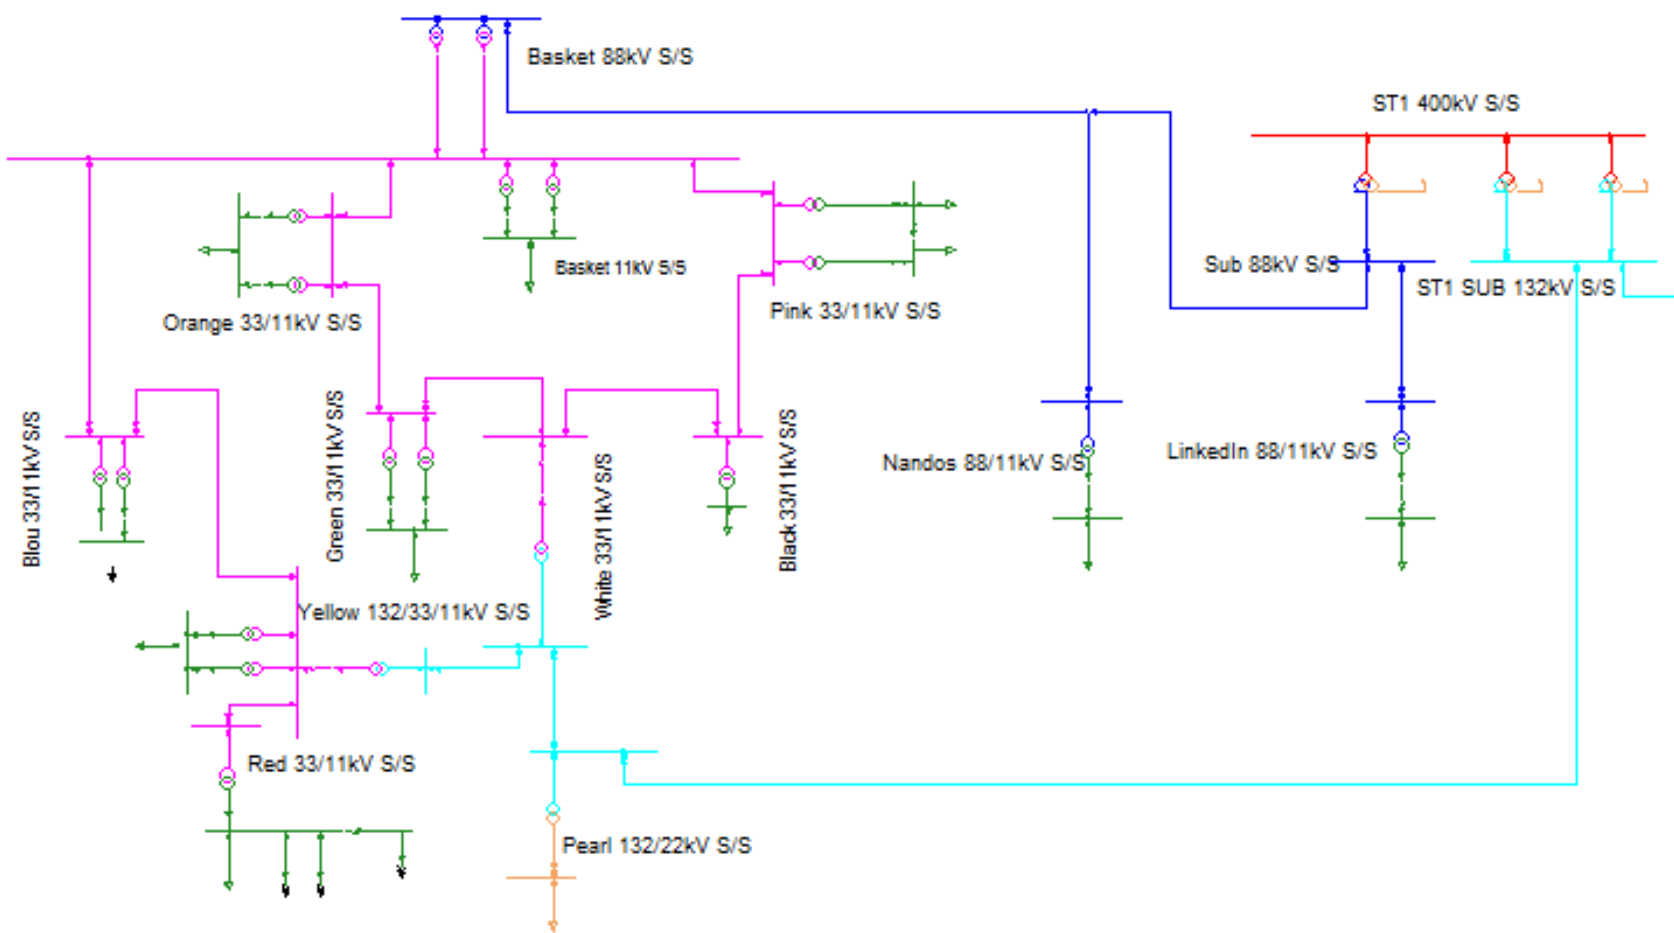 Basket 88kV S/S
ST1 400kV S/S
Sub 88kV S/S
ST1 SUB 132kV S/S
Basket 11kV S/S
Orange 33/11kV S/S
Pink 33/11kV S/S
Blou 33/11kV S/S
Green 33/11kV S/S
White 33/11kV S/S
Black 33/11kV S/S
Nandos 88/11kV S/S
LinkedIn 88/11kV S/S
Yellow 132/33/11kV S/S
Red 33/11kV S/S
Pearl 132/22kV S/S